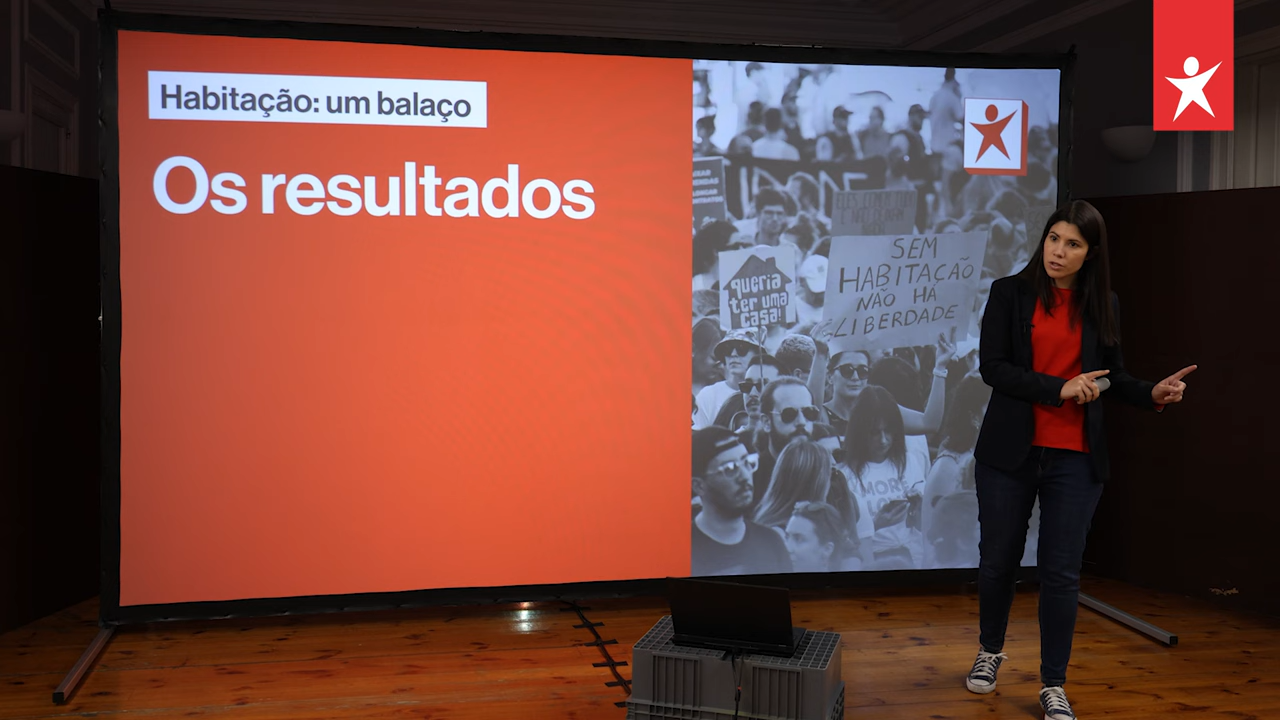 Habitação: um balaço
Os resultados
SEM
HABITAÇÃO
NÃO HÁ
LIBERDADE
queria
ter uma
casa!
MORE